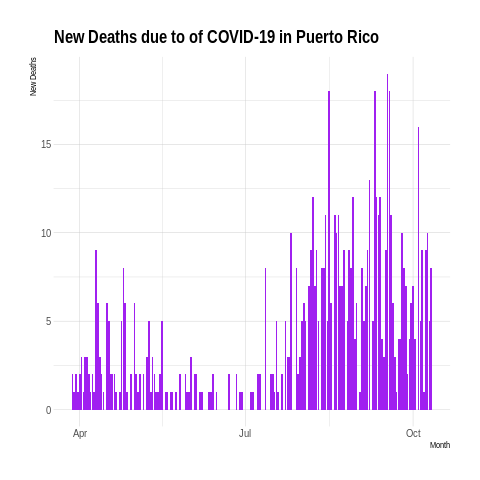 New Deaths due to of COVID-19 in Puerto Rico
New Deaths
15
10
5
0
Apr
Jul
Oct
Month